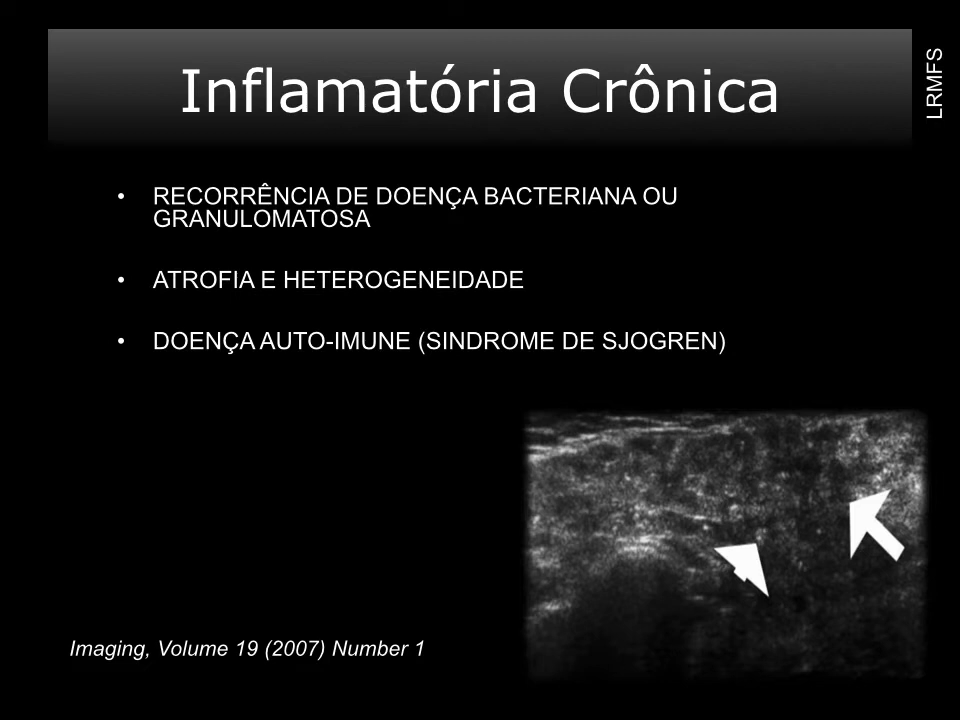 Inflamatória Crônica
LRMFS
• RECORRÊNCIA DE DOENÇA BACTERIANA OU
GRANULOMATOSA
• ATROFIA E HETEROGENEIDADE
• DOENÇA AUTO-IMUNE (SINDROME DE SJOGREN)
Imaging, Volume 19 (2007) Number 1